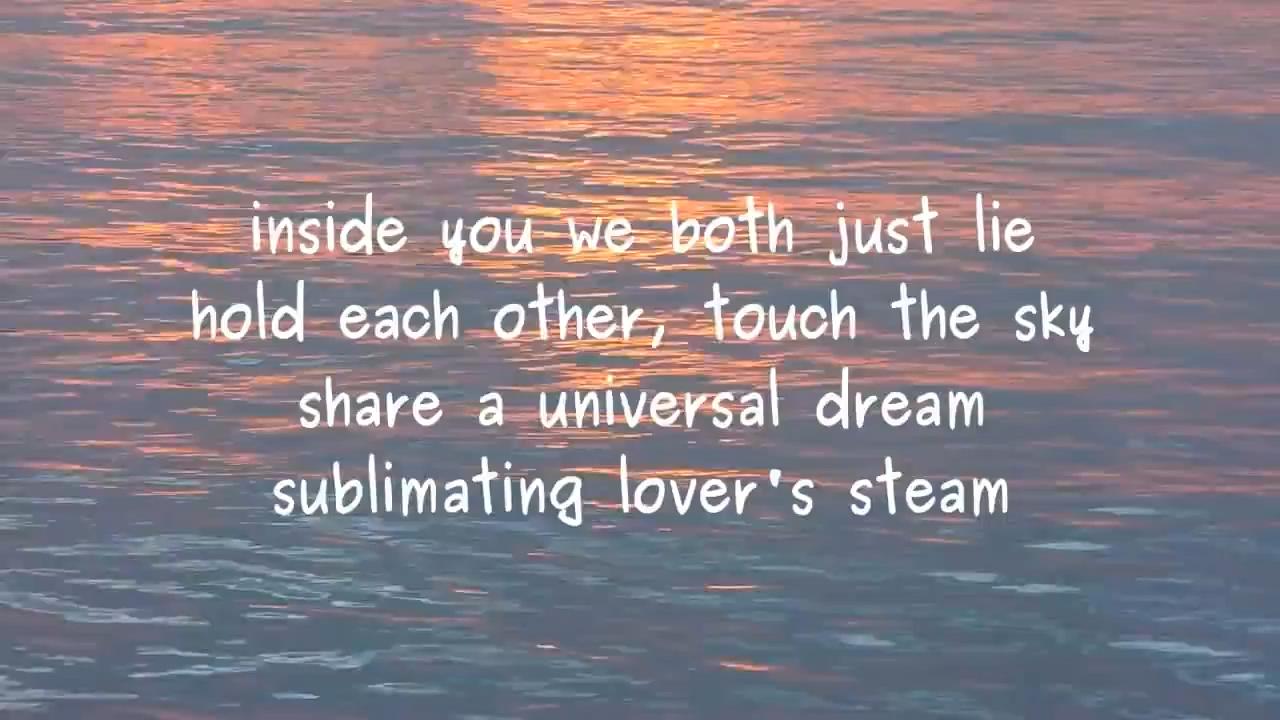 inside you we both just lie
hold each other, touch the sky
share a universal dream
sublimating lover's steam